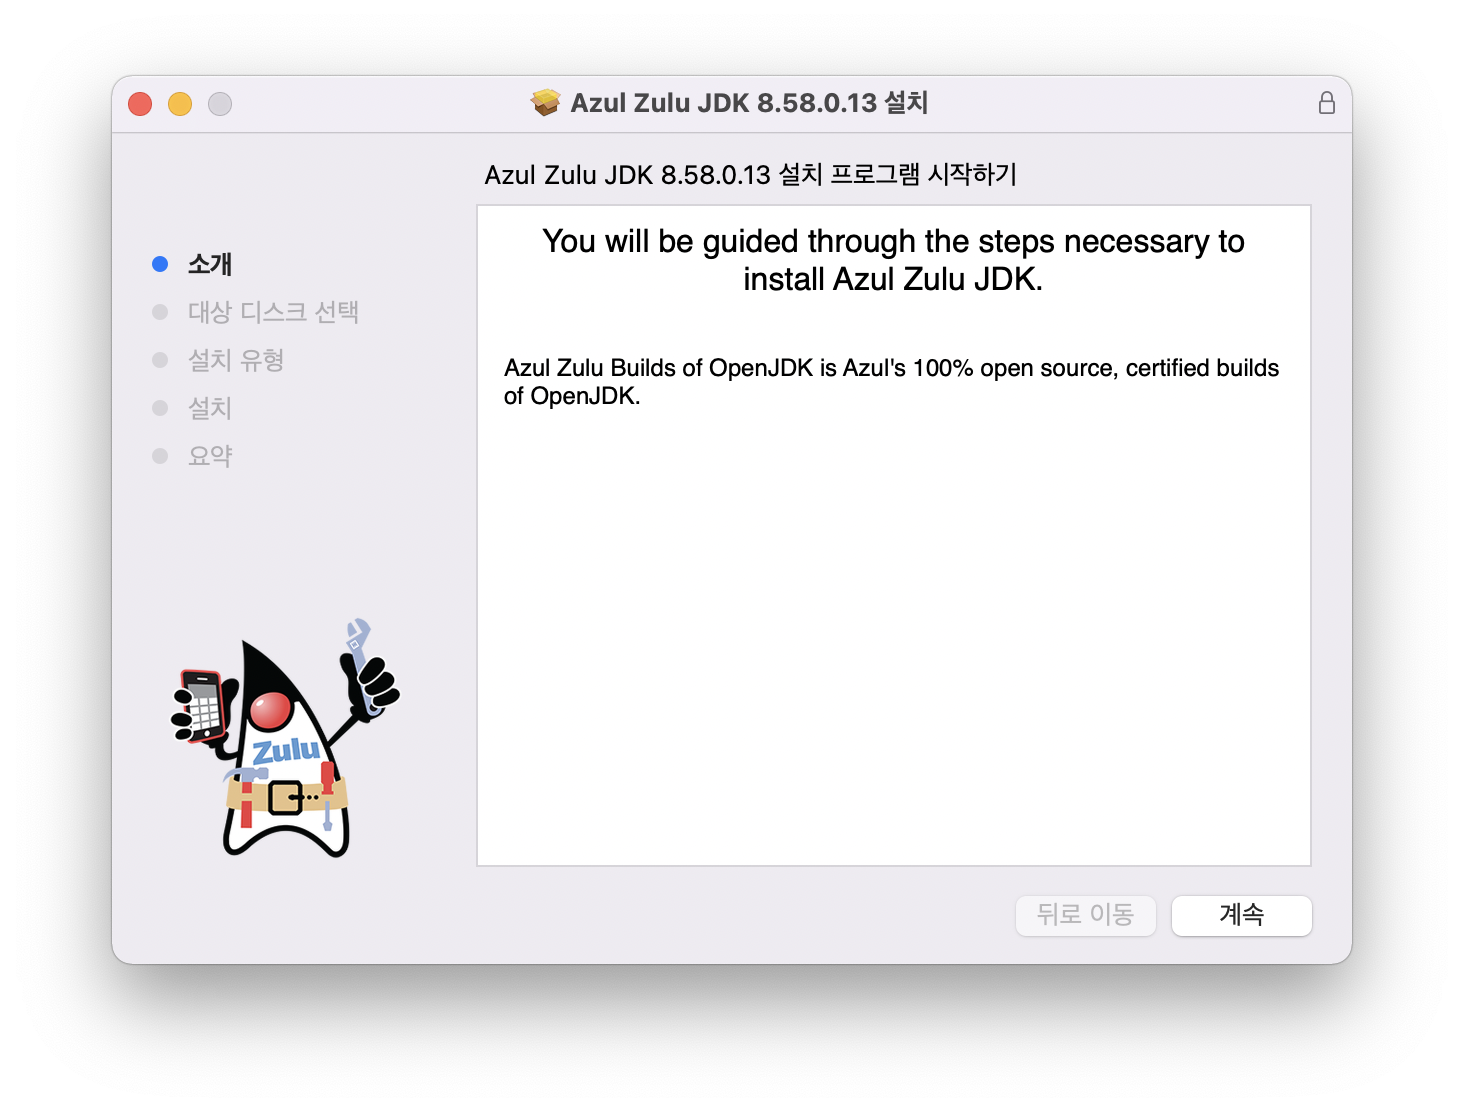 Azul Zulu JDK 8.58.0.13 설치
Azul Zulu JDK 8.58.0.13 설치 프로그램 시작하기
소개
대상 디스크 선택
설치 유형
설치
요약
You will be guided through the steps necessary to
install Azul Zulu JDK.
Azul Zulu Builds of OpenJDK is Azul's 100% open source, certified builds
of OpenJDK.
Zulu
뒤로 이동
계속